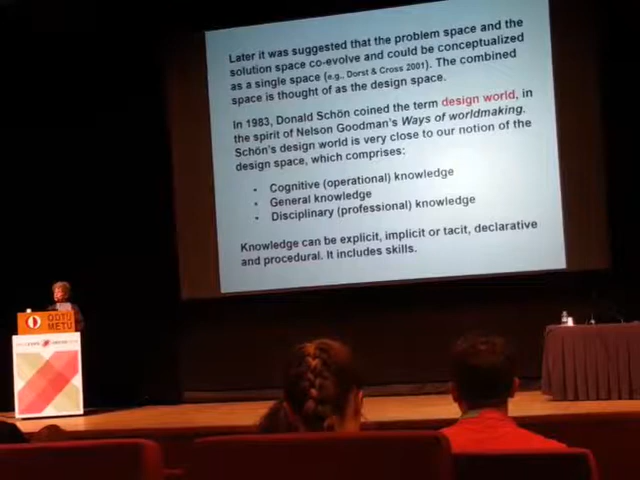 Later it was suggested that the problem space and the
solution space co-evolve and could be conceptualized
as a single space (e.g., Dorst & Cross 2001). The combined
space is thought of as the design space.
In 1983, Donald Schön coined the term design world, in
the spirit of Nelson Goodman's Ways of worldmaking.
Schön's design world is very close to our notion of the
design space, which comprises:
• Cognitive (operational) knowledge
• General knowledge
• Disciplinary (professional) knowledge
Knowledge can be explicit, implicit or tacit, declarative
and procedural. It includes skills.
ODTÜ
METU